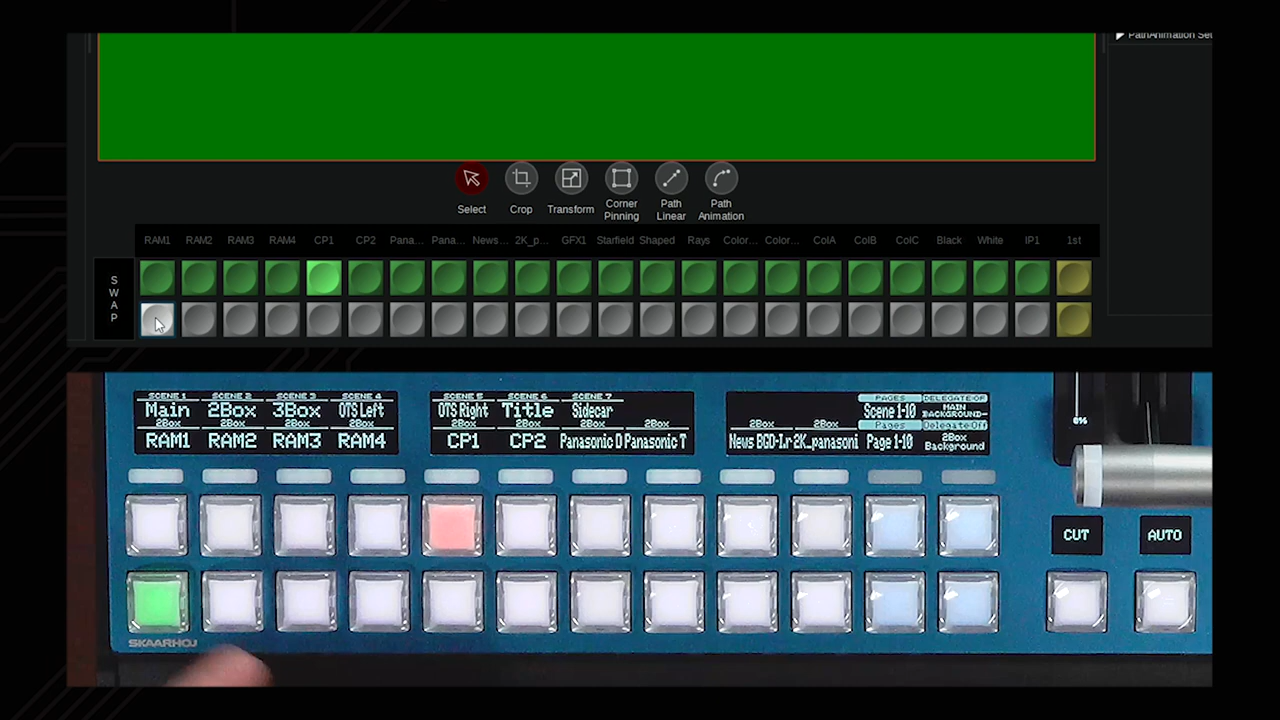 PathAnimation Set
Select
Crop
Transform
Corner
Pinning
Path
Linear
Path
Animation
RAM1 RAM2 RAM3 RAM4 CP1 CP2 Pana... Pana... News... 2K_p... GFX1 Starfield Shaped Rays Color... Color... ColA ColB ColC Black White IP1 1st
SWAP
SCENE 1 SCENE 2 SCENE 3 SCENE 4
Main 2Box 3Box OTS Left
2Box 2Box 2Box 2Box
RAM1 RAM2 RAM3 RAM4
SCENE 5 SCENE 6 SCENE 7
OTS Right Title Sidecar
2Box 2Box 2Box 2Box
CP1 CP2 Panasonic D Panasonic T
PAGES DELEGATE OF
Scene 1-10 MAIN
BACKGROUND-
2Box 2Box Pages Delegate Off
News BGD-Lr 2K_panasoni Page 1-10 2Box
Background
0%
CUT
AUTO
SKAARHOJ